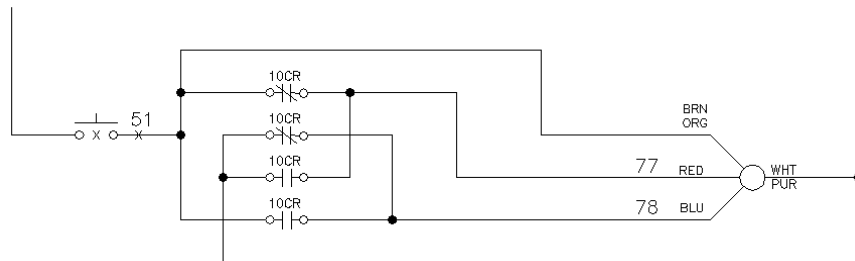 10CR
51
10CR
BRN
ORG
10CR
77 RED
WHT
PUR
10CR
78 BLU